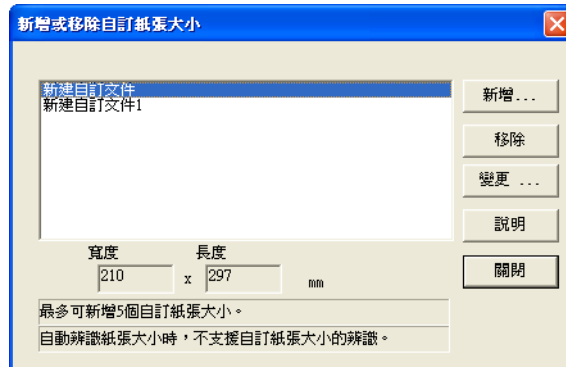 新增或移除自訂紙張大小
新建自訂文件
新建自訂文件1
新增...
移除
變更 ...
說明
關閉
寬度 長度
210 x 297 mm
最多可新增5個自訂紙張大小。
自動辨識紙張大小時，不支援自訂紙張大小的辨識。